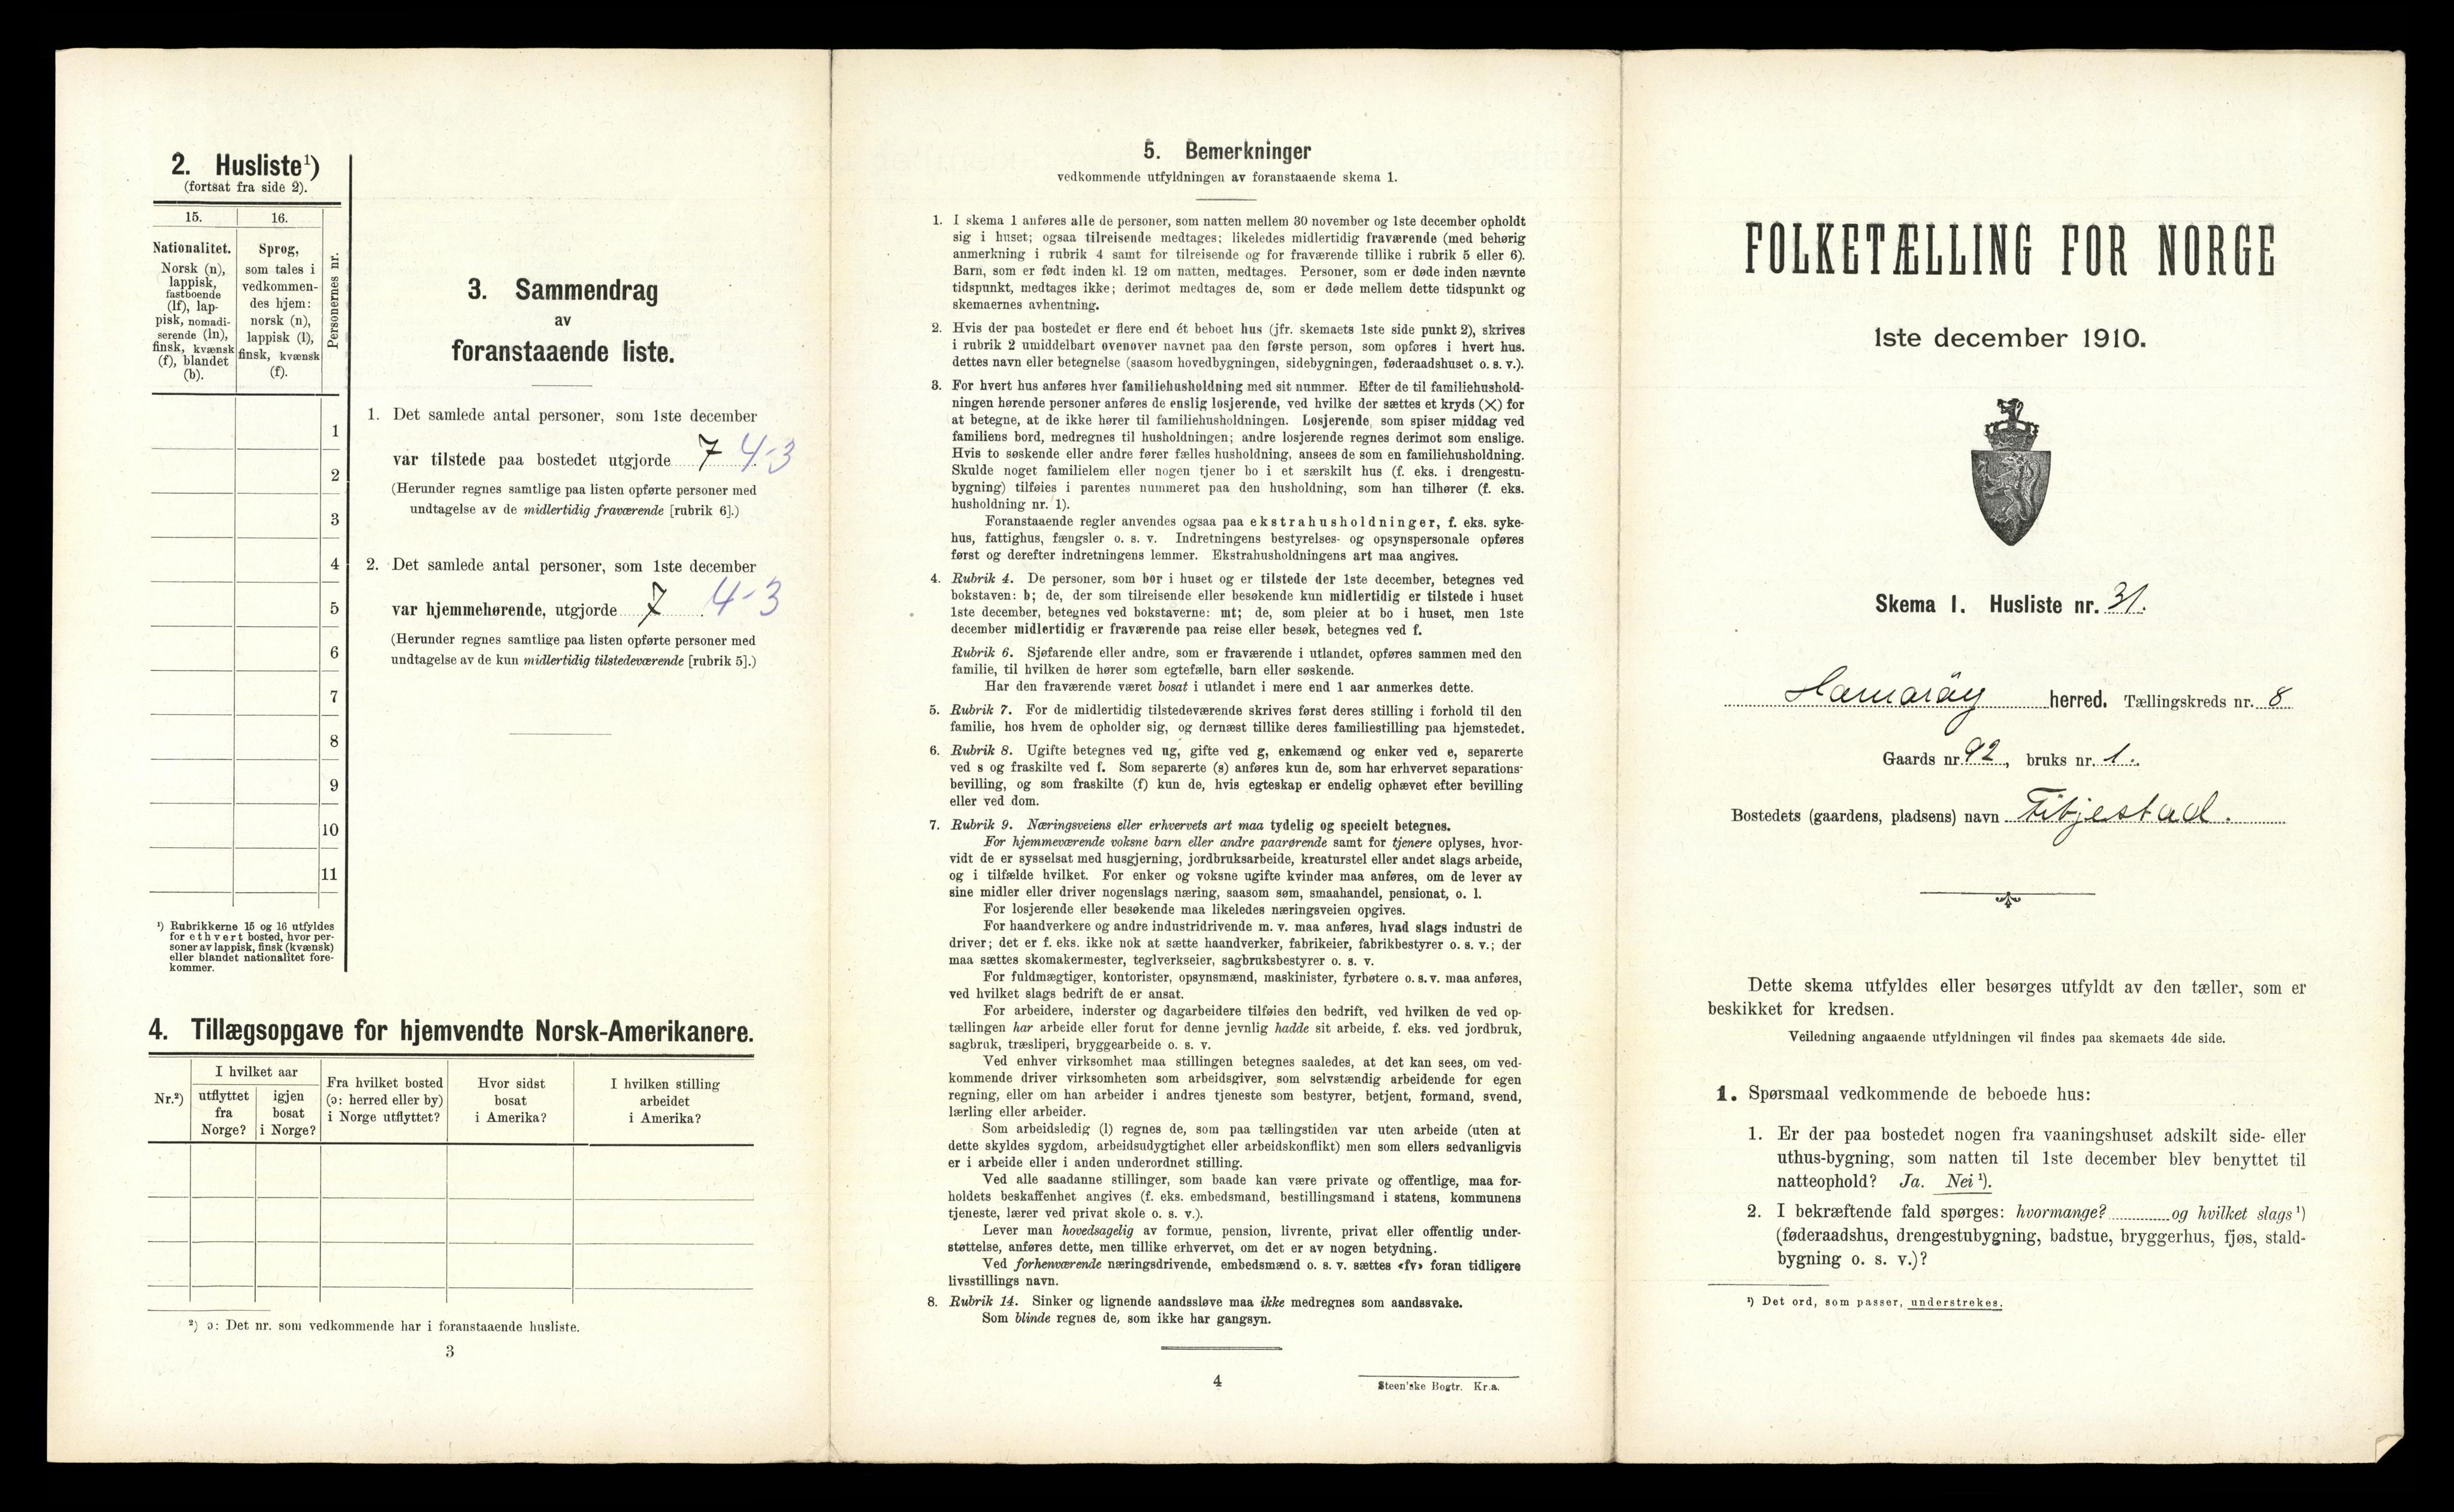 2. Husliste¹)
(fortsat fra side 2).
15.
16.
Personernes nr.
Nationalitet.
Norsk (n),
lappisk,
fastboende
(lf), lap-
pisk, nomadi-
serende (ln),
finsk, kvænsk
(f), blandet
(b).
Sprog,
som tales i
vedkommen-
des hjem:
norsk (n),
lappisk (l),
finsk, kvænsk
(f).
1
2
3
4
5
6
7
8
9
10
11
¹) Rubrikkerne 15 og 16 utfyldes
for ethvert bosted, hvor per-
soner av lappisk, finsk (kvænsk)
eller blandet nationalitet fore-
kommer.
3. Sammendrag
av
foranstaaende liste.
1. Det samlede antal personer, som 1ste december
var tilstede paa bostedet utgjorde 7 4-3
(Herunder regnes samtlige paa listen opførte personer med
undtagelse av de midlertidig fraværende [rubrik 6].)
2. Det samlede antal personer, som 1ste december
var hjemmehørende, utgjorde 7 4-3
(Herunder regnes samtlige paa listen opførte personer med
undtagelse av de kun midlertidig tilstedeværende [rubrik 5].)
4. Tillægsopgave for hjemvendte Norsk-Amerikanere.
Nr.²)
I hvilket aar
utflyttet
fra
Norge?
igjen
bosat
i Norge?
Fra hvilket bosted
(ɔ: herred eller by)
i Norge utflyttet?
Hvor sidst
bosat
i Amerika?
I hvilken stilling
arbeidet
i Amerika?
²) ɔ: Det nr. som vedkommende har i foranstaaende husliste.
3
5. Bemerkninger
vedkommende utfyldningen av foranstaaende skema 1.
1. I skema 1 anføres alle de personer, som natten mellem 30 november og 1ste december opholdt
sig i huset; ogsaa tilreisende medtages; likeledes midlertidig fraværende (med behørig
anmerkning i rubrik 4 samt for tilreisende og for fraværende tillike i rubrik 5 eller 6).
Barn, som er født inden kl. 12 om natten, medtages. Personer, som er døde inden nævnte
tidspunkt, medtages ikke; derimot medtages de, som er døde mellem dette tidspunkt og
skemaernes avhentning.
2. Hvis der paa bostedet er flere end ét beboet hus (jfr. skemaets 1ste side punkt 2), skrives
i rubrik 2 umiddelbart ovenover navnet paa den første person, som opføres i hvert hus.
dettes navn eller betegnelse (saasom hovedbygningen, sidebygningen, føderaadshuset o. s. v.).
3. For hvert hus anføres hver familiehusholdning med sit nummer. Efter de til familiehushold-
ningen hørende personer anføres de enslig losjerende, ved hvilke der sættes et kryds (×) for
at betegne, at de ikke hører til familiehusholdningen. Losjerende, som spiser middag ved
familiens bord, medregnes til husholdningen; andre losjerende regnes derimot som enslige.
Hvis to søskende eller andre fører fælles husholdning, ansees de som en familiehusholdning.
Skulde noget familielem eller nogen tjener bo i et særskilt hus (f. eks. i drengestu-
bygning) tilføies i parentes nummeret paa den husholdning, som han tilhører (f. eks.
husholdning nr. 1).
Foranstaaende regler anvendes ogsaa paa ekstrahusholdninger, f. eks. syke-
hus, fattighus, fængsler o. s. v. Indretningens bestyrelses- og opsynspersonale opføres
først og derefter indretningens lemmer. Ekstrahusholdningens art maa angives.
4. Rubrik 4. De personer, som bor i huset og er tilstede der 1ste december, betegnes ved
bokstaven: b; de, der som tilreisende eller besøkende kun midlertidig er tilstede i huset
1ste december, betegnes ved bokstaverne: mt; de, som pleier at bo i huset, men 1ste
december midlertidig er fraværende paa reise eller besøk, betegnes ved f.
Rubrik 6. Sjøfarende eller andre, som er fraværende i utlandet, opføres sammen med den
familie, til hvilken de hører som egtefælle, barn eller søskende.
Har den fraværende været bosat i utlandet i mere end 1 aar anmerkes dette.
5. Rubrik 7. For de midlertidig tilstedeværende skrives først deres stilling i forhold til den
familie, hos hvem de opholder sig, og dernæst tillike deres familiestilling paa hjemstedet.
6. Rubrik 8. Ugifte betegnes ved ug, gifte ved g, enkemænd og enker ved e, separerte
ved s og fraskilte ved f. Som separerte (s) anføres kun de, som har erhvervet separations-
bevilling, og som fraskilte (f) kun de, hvis egteskap er endelig ophævet efter bevilling
eller ved dom.
7. Rubrik 9. Næringsveiens eller erhvervets art maa tydelig og specielt betegnes.
For hjemmeværende voksne barn eller andre paarørende samt for tjenere oplyses, hvor-
vidt de er sysselsat med husgjerning, jordbruksarbeide, kreaturstel eller andet slags arbeide,
og i tilfælde hvilket. For enker og voksne ugifte kvinder maa anføres, om de lever av
sine midler eller driver nogenslags næring, saasom søm, smaahandel, pensionat, o. l.
For losjerende eller besøkende maa likeledes næringsveien opgives.
For haandverkere og andre industridrivende m. v. maa anføres, hvad slags industri de
driver; det er f. eks. ikke nok at sætte haandverker, fabrikeier, fabrikbestyrer o. s. v.; der
maa sættes skomakermester, teglverkseier, sagbruksbestyrer o. s. v.
For fuldmægtiger, kontorister, opsynsmænd, maskinister, fyrbøtere o. s. v. maa anføres,
ved hvilket slags bedrift de er ansat.
For arbeidere, inderster og dagarbeidere tilføies den bedrift, ved hvilken de ved op-
tællingen har arbeide eller forut for denne jevnlig hadde sit arbeide, f. eks. ved jordbruk,
sagbruk, træsliperi, bryggearbeide o. s. v.
Ved enhver virksomhet maa stillingen betegnes saaledes, at det kan sees, om ved-
kommende driver virksomheten som arbeidsgiver, som selvstændig arbeidende for egen
regning, eller om han arbeider i andres tjeneste som bestyrer, betjent, formand, svend,
lærling eller arbeider.
Som arbeidsledig (l) regnes de, som paa tællingstiden var uten arbeide (uten at
dette skyldes sygdom, arbeidsudygtighet eller arbeidskonflikt) men som ellers sedvanligvis
er i arbeide eller i anden underordnet stilling.
Ved alle saadanne stillinger, som baade kan være private og offentlige, maa for-
holdets beskaffenhet angives (f. eks. embedsmand, bestillingsmand i statens, kommunens
tjeneste, lærer ved privat skole o. s. v.).
Lever man hovedsagelig av formue, pension, livrente, privat eller offentlig under-
støttelse, anføres dette, men tillike erhvervet, om det er av nogen betydning.
Ved forhenværende næringsdrivende, embedsmænd o. s. v. sættes «fv» foran tidligere
livsstillings navn.
8. Rubrik 14. Sinker og lignende aandssløve maa ikke medregnes som aandssvake.
Som blinde regnes de, som ikke har gangsyn.
4
Steen'ske Bogtr. Kr.a.
FOLKETÆLLING FOR NORGE
1ste december 1910.
Skema 1. Husliste nr. 31.
Hamarøy herred. Tællingskreds nr. 8
Gaards nr. 92, bruks nr. 1.
Bostedets (gaardens, pladsens) navn
Dette skema utfyldes eller besørges utfyldt av den tæller, som er
beskikket for kredsen.
Veiledning angaaende utfyldningen vil findes paa skemaets 4de side.
1. Spørsmaal vedkommende de beboede hus:
1. Er der paa bostedet nogen fra vaaningshuset adskilt side- eller
uthus-bygning, som natten til 1ste december blev benyttet til
natteophold? Ja. Nei ¹).
2. I bekræftende fald spørges: hvormange? og hvilket slags ¹)
(føderaadshus, drengestubygning, badstue, bryggerhus, fjøs, stald-
bygning o. s. v.)?
¹) Det ord, som passer, understrekes.